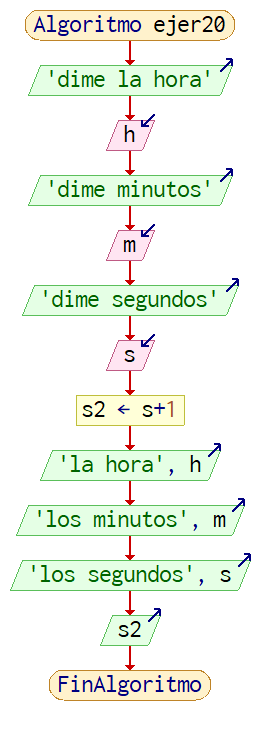 Algoritmo ejer20
'dime la hora'
h
'dime minutos'
m
'dime segundos'
s
s2 ← s+1
'la hora', h
'los minutos', m
'los segundos', s
s2
FinAlgoritmo